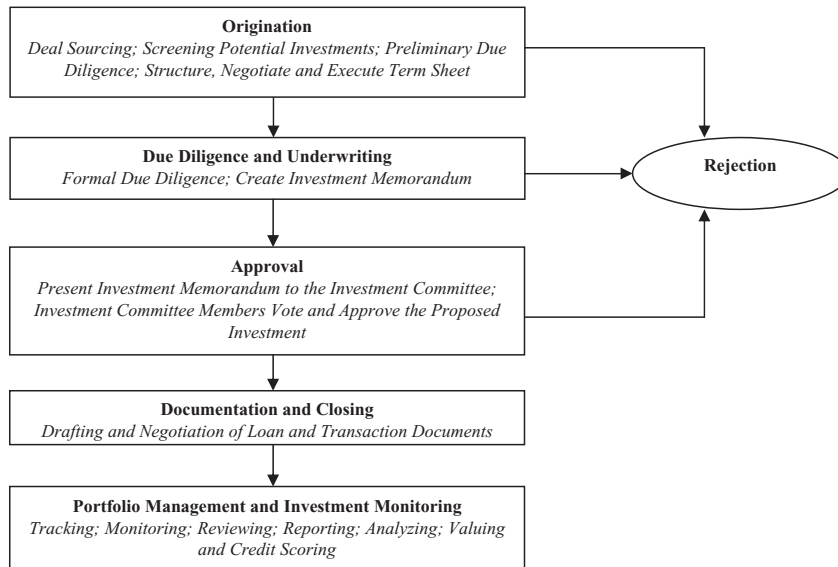 Origination
Deal Sourcing; Screening Potential Investments; Preliminary Due
Diligence; Structure, Negotiate and Execute Term Sheet
Due Diligence and Underwriting
Formal Due Diligence; Create Investment Memorandum
Rejection
Approval
Present Investment Memorandum to the Investment Committee;
Investment Committee Members Vote and Approve the Proposed
Investment
Documentation and Closing
Drafting and Negotiation of Loan and Transaction Documents
Portfolio Management and Investment Monitoring
Tracking; Monitoring; Reviewing; Reporting; Analyzing; Valuing
and Credit Scoring